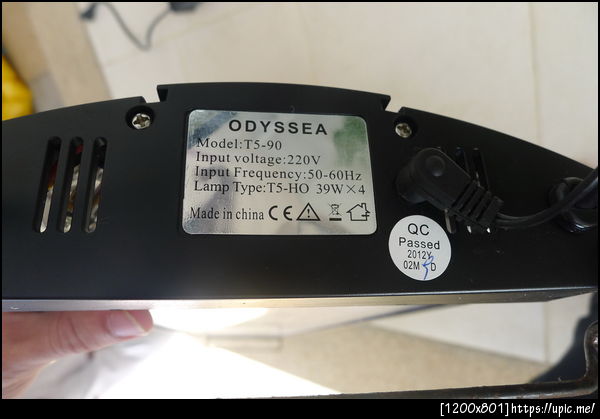 ODYSSEA
Model:T5-90
Input voltage:220V
Input Frequency:50-60Hz
Lamp Type:T5-HO 39W×4
Made in china CE
QC
Passed
2012Y
02M D
[1200x801]https://upic.me/